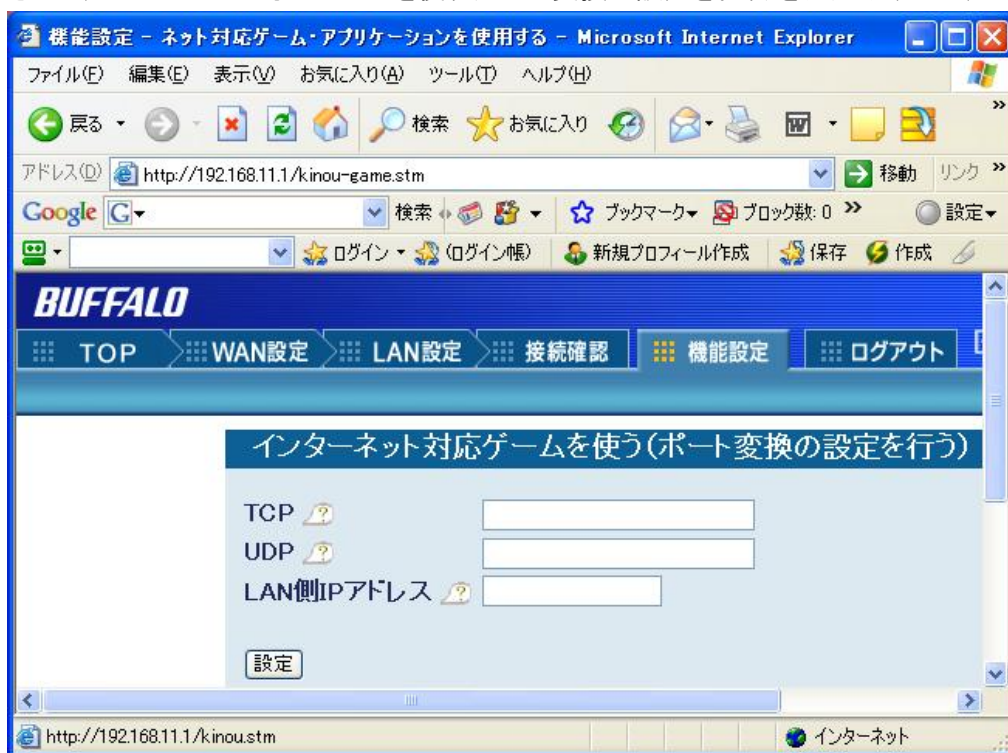 機能設定 - ネット対応ゲーム・アプリケーションを使用する - Microsoft Internet Explorer
ファイル(F) 編集(E) 表示(V) お気に入り(A) ツール(T) ヘルプ(H)
戻る 検索 お気に入り
アドレス(D) http://192.168.11.1/kinou-game.stm 移動 リンク »
Google G 検索 ブックマーク ブロック数: 0 » 設定
ログイン (ログイン帳) 新規プロフィール作成 保存 作成
BUFFALO
TOP WAN設定 LAN設定 接続確認 機能設定 ログアウト
インターネット対応ゲームを使う(ポート変換の設定を行う)
TCP ?
UDP ?
LAN側IPアドレス ?
設定
http://192.168.11.1/kinou.stm インターネット